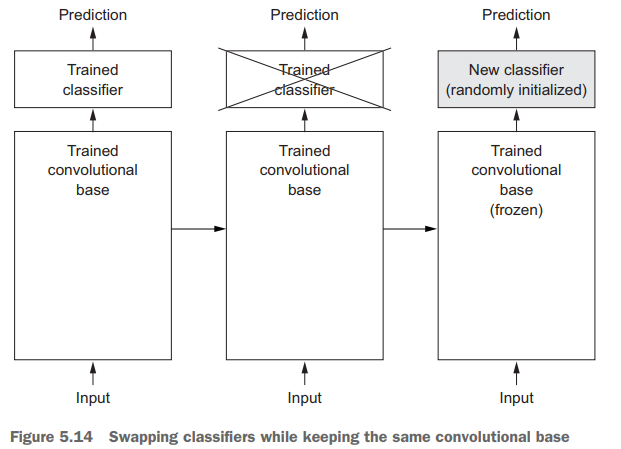 Prediction
Trained
classifier
Trained
convolutional
base
Input
Prediction
Trained
classifier
Trained
convolutional
base
Input
Prediction
New classifier
(randomly initialized)
Trained
convolutional
base
(frozen)
Input
Figure 5.14 Swapping classifiers while keeping the same convolutional base